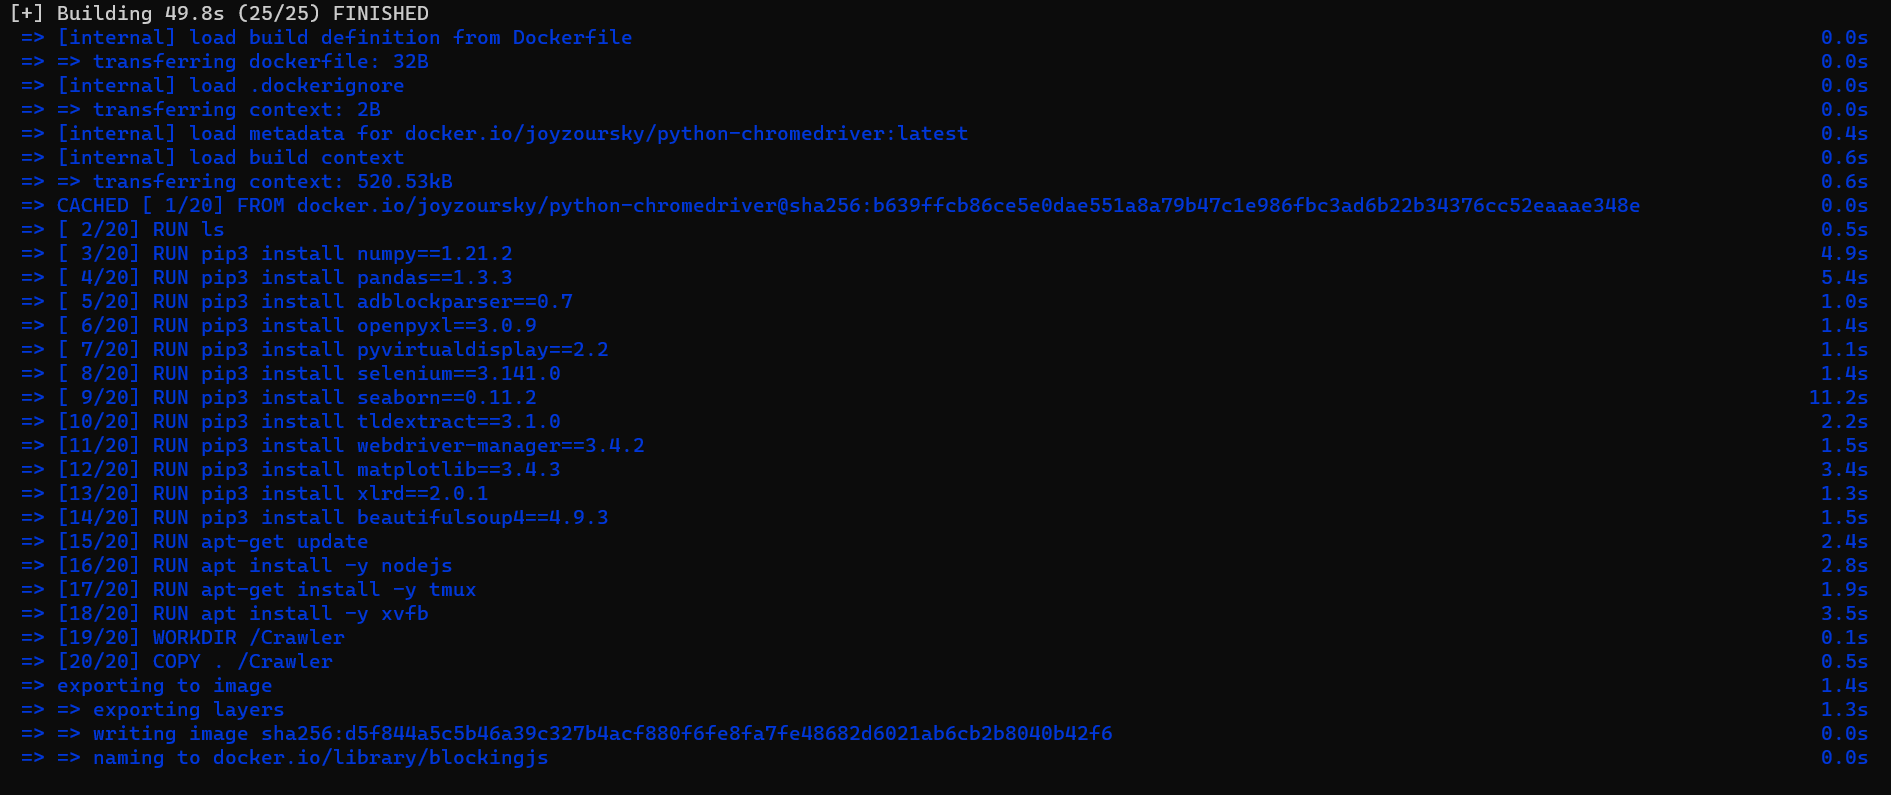 [+] Building 49.8s (25/25) FINISHED
=> [internal] load build definition from Dockerfile 0.0s
=> => transferring dockerfile: 32B 0.0s
=> [internal] load .dockerignore 0.0s
=> => transferring context: 2B 0.0s
=> [internal] load metadata for docker.io/joyzoursky/python-chromedriver:latest 0.4s
=> [internal] load build context 0.6s
=> => transferring context: 520.53kB 0.6s
=> CACHED [ 1/20] FROM docker.io/joyzoursky/python-chromedriver@sha256:b639ffcb86ce5e0dae551a8a79b47c1e986fbc3ad6b22b34376cc52eaaae348e 0.0s
=> [ 2/20] RUN ls 0.5s
=> [ 3/20] RUN pip3 install numpy==1.21.2 4.9s
=> [ 4/20] RUN pip3 install pandas==1.3.3 5.4s
=> [ 5/20] RUN pip3 install adblockparser==0.7 1.0s
=> [ 6/20] RUN pip3 install openpyxl==3.0.9 1.4s
=> [ 7/20] RUN pip3 install pyvirtualdisplay==2.2 1.1s
=> [ 8/20] RUN pip3 install selenium==3.141.0 1.4s
=> [ 9/20] RUN pip3 install seaborn==0.11.2 11.2s
=> [10/20] RUN pip3 install tldextract==3.1.0 2.2s
=> [11/20] RUN pip3 install webdriver-manager==3.4.2 1.5s
=> [12/20] RUN pip3 install matplotlib==3.4.3 3.4s
=> [13/20] RUN pip3 install xlrd==2.0.1 1.3s
=> [14/20] RUN pip3 install beautifulsoup4==4.9.3 1.5s
=> [15/20] RUN apt-get update 2.4s
=> [16/20] RUN apt install -y nodejs 2.8s
=> [17/20] RUN apt-get install -y tmux 1.9s
=> [18/20] RUN apt install -y xvfb 3.5s
=> [19/20] WORKDIR /Crawler 0.1s
=> [20/20] COPY . /Crawler 0.5s
=> exporting to image 1.4s
=> => exporting layers 1.3s
=> => writing image sha256:d5f844a5c5b46a39c327b4acf880f6fe8fa7fe48682d6021ab6cb2b8040b42f6 0.0s
=> => naming to docker.io/library/blockingjs 0.0s